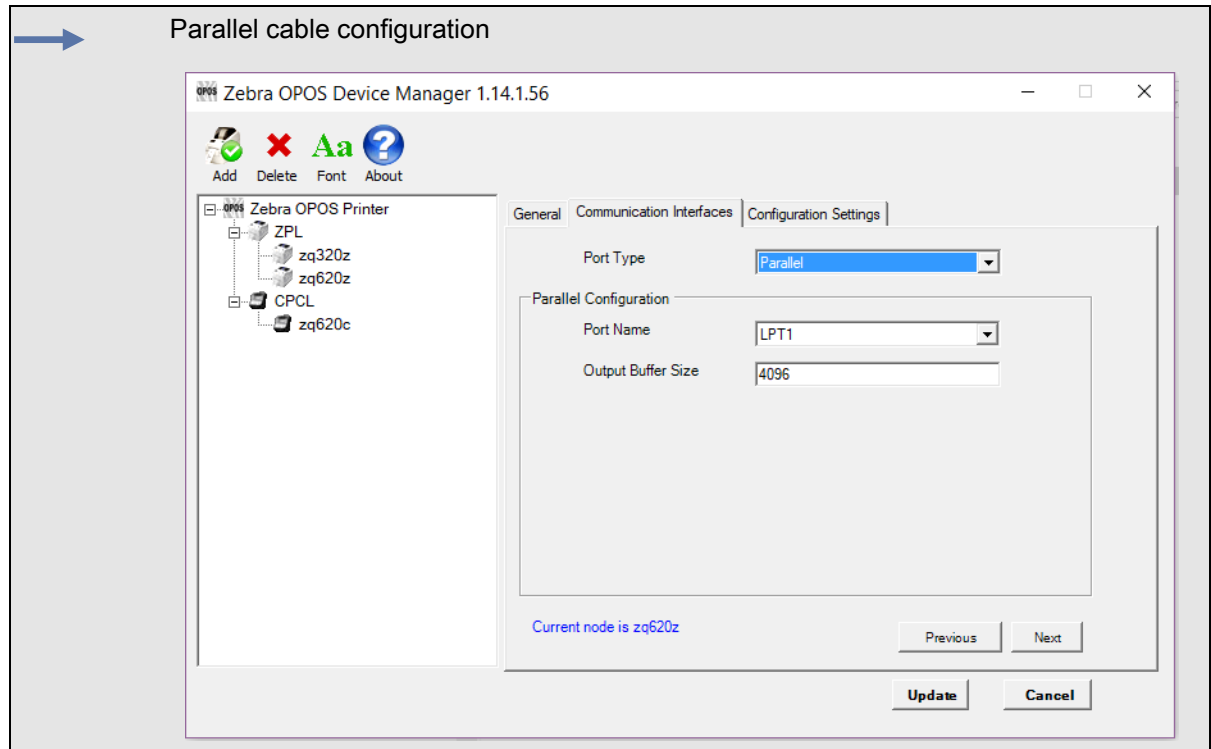 Parallel cable configuration
OPOS Zebra OPOS Device Manager 1.14.1.56
Add Delete Aa Font About
OPOS Zebra OPOS Printer
ZPL
zq320z
zq620z
CPCL
zq620c
General Communication Interfaces Configuration Settings
Port Type Parallel
Parallel Configuration
Port Name LPT1
Output Buffer Size 4096
Current node is zq620z
Previous Next
Update Cancel